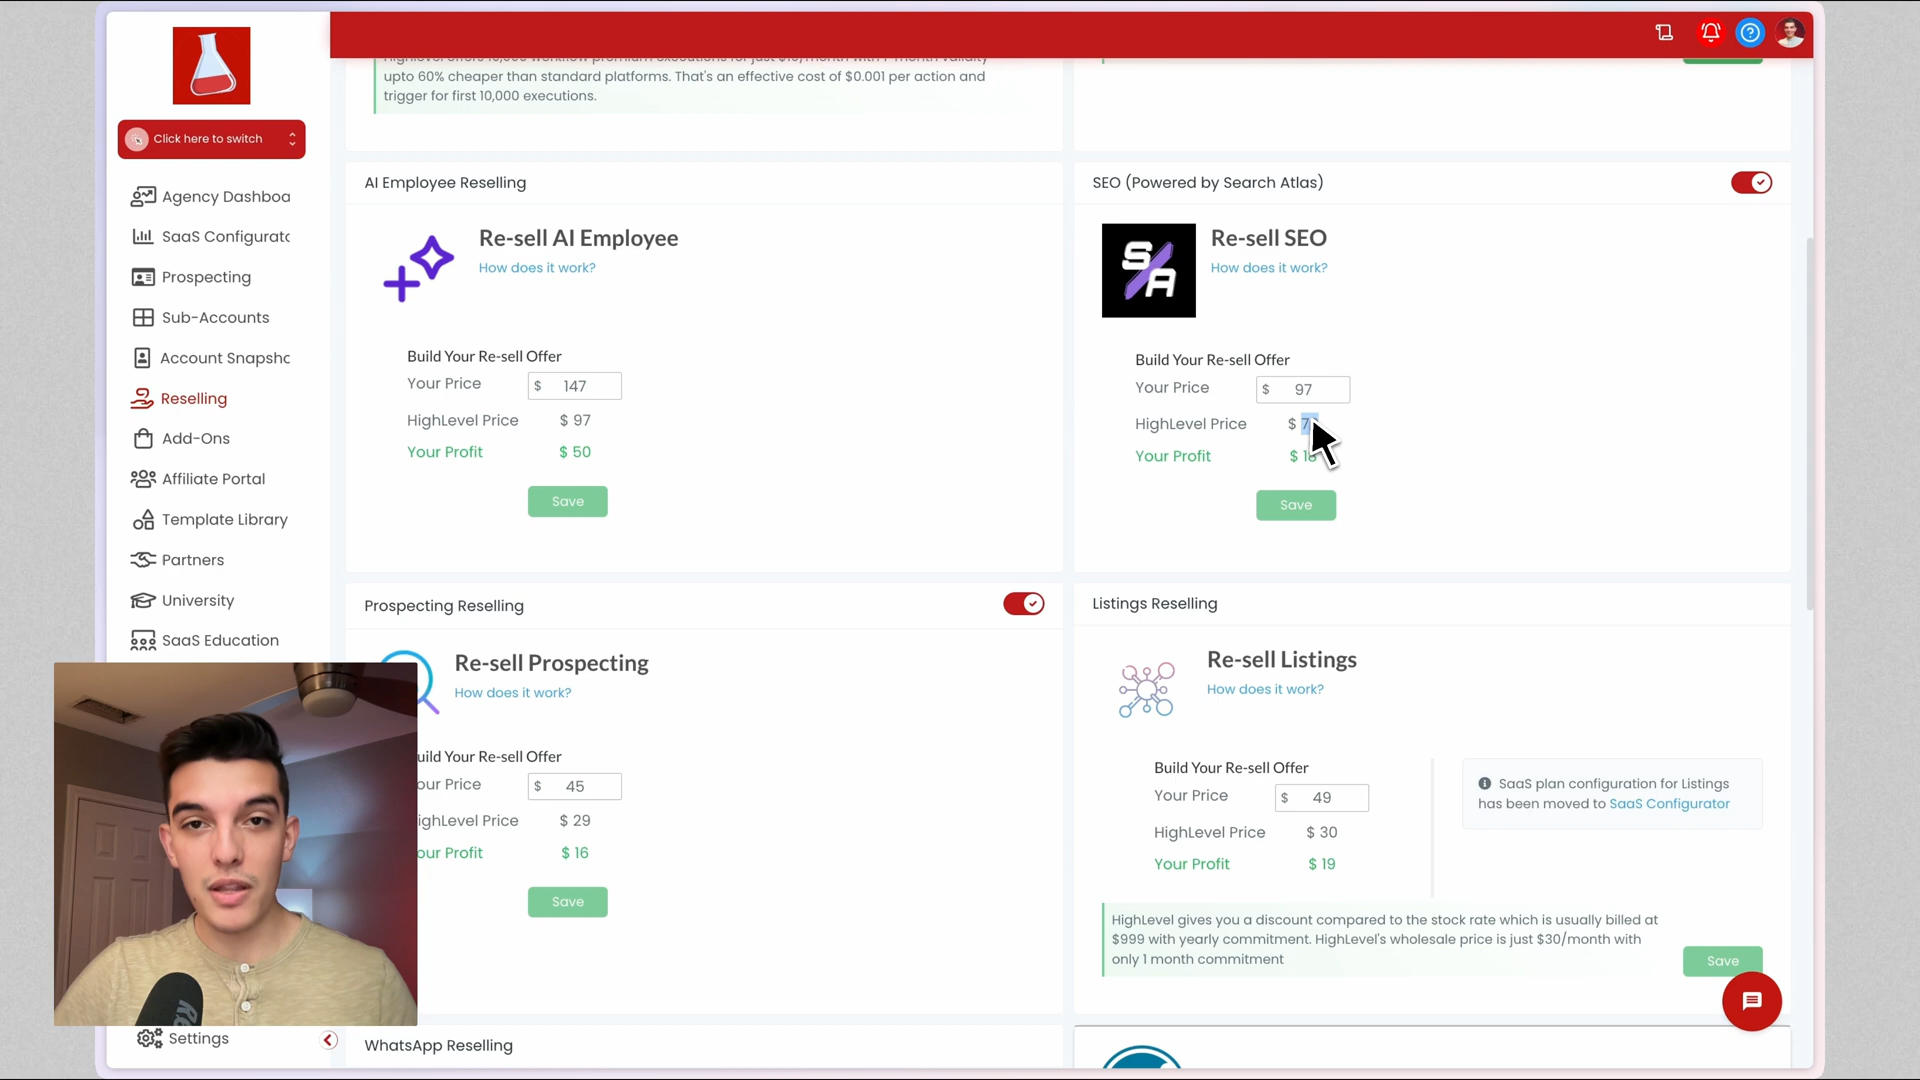 Click here to switch
Agency Dashboa
SaaS Configurato
Prospecting
Sub-Accounts
Account Snapsho
Reselling
Add-Ons
Affiliate Portal
Template Library
Partners
University
SaaS Education
Settings
upto 60% cheaper than standard platforms. That's an effective cost of $0.001 per action and
trigger for first 10,000 executions.
AI Employee Reselling
Re-sell AI Employee
How does it work?
Build Your Re-sell Offer
Your Price $ 147
HighLevel Price $ 97
Your Profit $ 50
Save
SEO (Powered by Search Atlas)
SA
Re-sell SEO
How does it work?
Build Your Re-sell Offer
Your Price $ 97
HighLevel Price $
Your Profit $
Save
Prospecting Reselling
Re-sell Prospecting
How does it work?
uild Your Re-sell Offer
our Price $ 45
ighLevel Price $ 29
our Profit $ 16
Save
Listings Reselling
Re-sell Listings
How does it work?
Build Your Re-sell Offer
Your Price $ 49
HighLevel Price $ 30
Your Profit $ 19
SaaS plan configuration for Listings
has been moved to SaaS Configurator
HighLevel gives you a discount compared to the stock rate which is usually billed at
$999 with yearly commitment. HighLevel's wholesale price is just $30/month with
only 1 month commitment
Save
WhatsApp Reselling